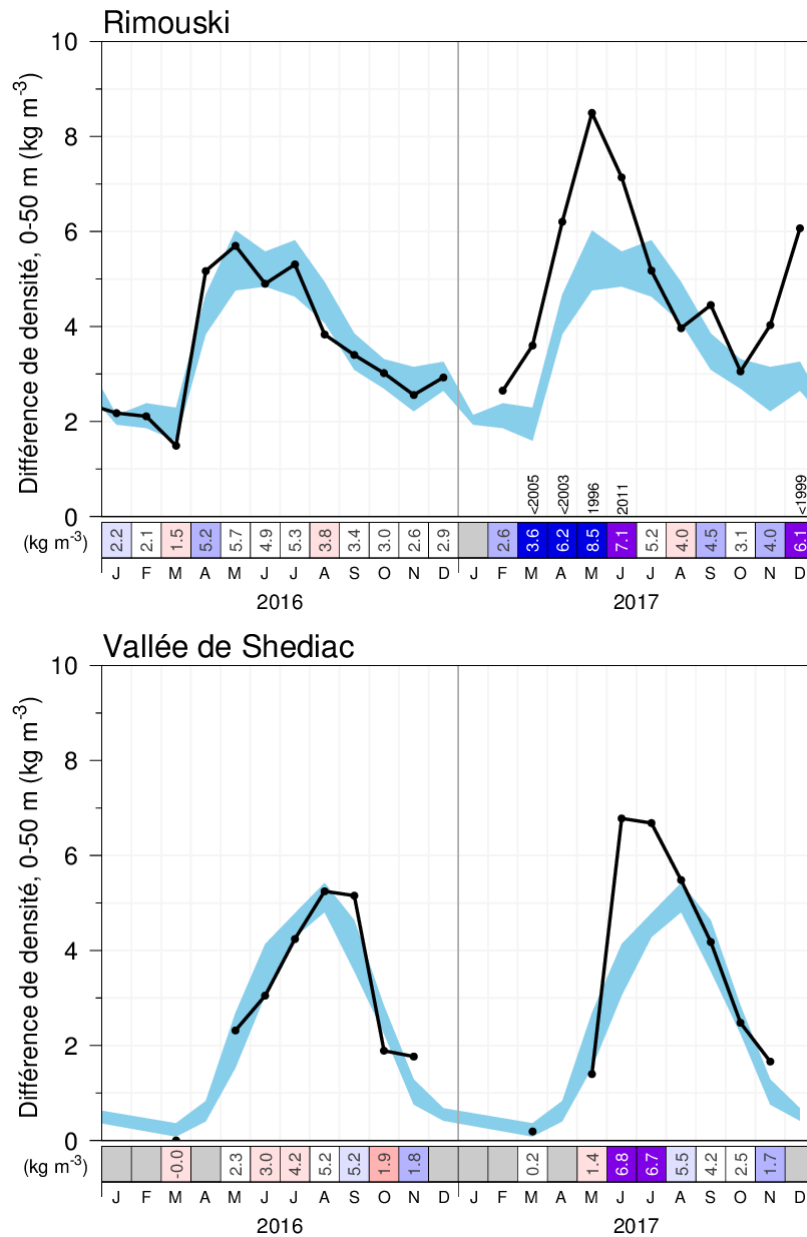 Rimouski
Différence de densité, 0-50 m (kg m-3)
10
8
6
4
2
0
<2005
<2003
1996
2011
<1999
(kg m-3)
2.2 2.1 1.5 5.2 5.7 4.9 5.3 3.8 3.4 3.0 2.6 2.9 2.6 3.6 6.2 8.5 7.1 5.2 4.0 4.5 3.1 4.0 6.1
J F M A M J J A S O N D J F M A M J J A S O N D
2016 2017
Vallée de Shediac
Différence de densité, 0-50 m (kg m-3)
10
8
6
4
2
0
(kg m-3)
-0.0 2.3 3.0 4.2 5.2 5.2 1.9 1.8 0.2 1.4 6.8 6.7 5.5 4.2 2.5 1.7
J F M A M J J A S O N D J F M A M J J A S O N D
2016 2017